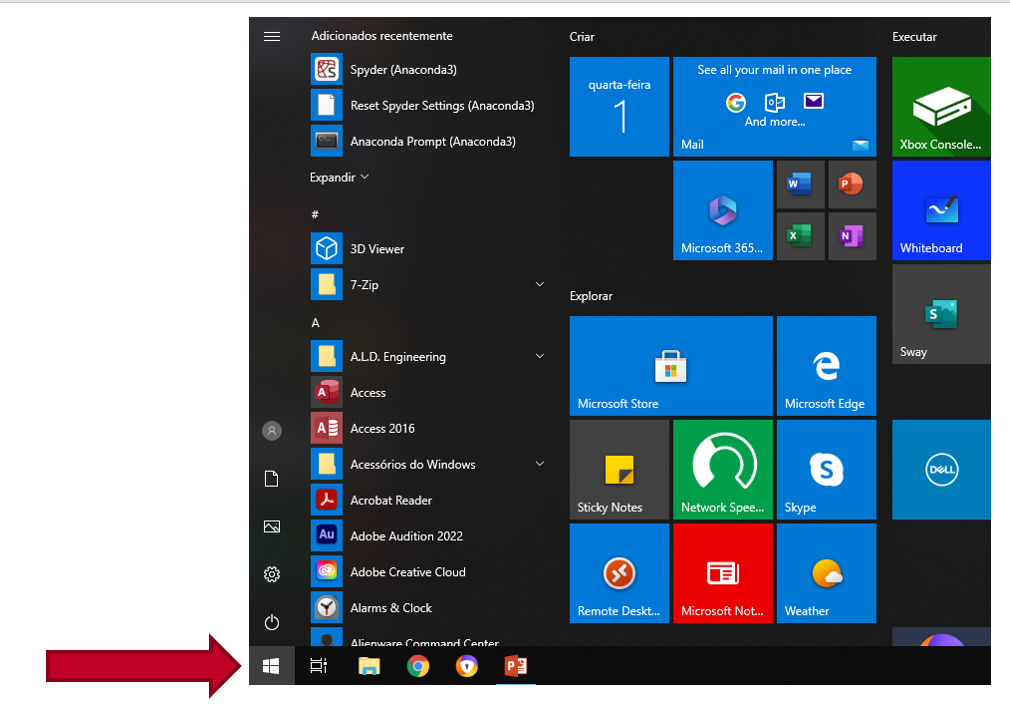 Adicionados recentemente
Spyder (Anaconda3)
Reset Spyder Settings (Anaconda3)
Anaconda Prompt (Anaconda3)
Expandir
#
3D Viewer
7-Zip
A
A.L.D. Engineering
Access
Access 2016
Acessórios do Windows
Acrobat Reader
Adobe Audition 2022
Adobe Creative Cloud
Alarms & Clock
Alienware Command Center
Criar
quarta-feira
1
See all your mail in one place
And more...
Mail
Microsoft 365...
Explorar
Microsoft Store
Microsoft Edge
Sticky Notes
Network Spee...
Skype
Remote Deskt...
Microsoft Not...
Weather
Executar
Xbox Console...
Whiteboard
Sway
DELL